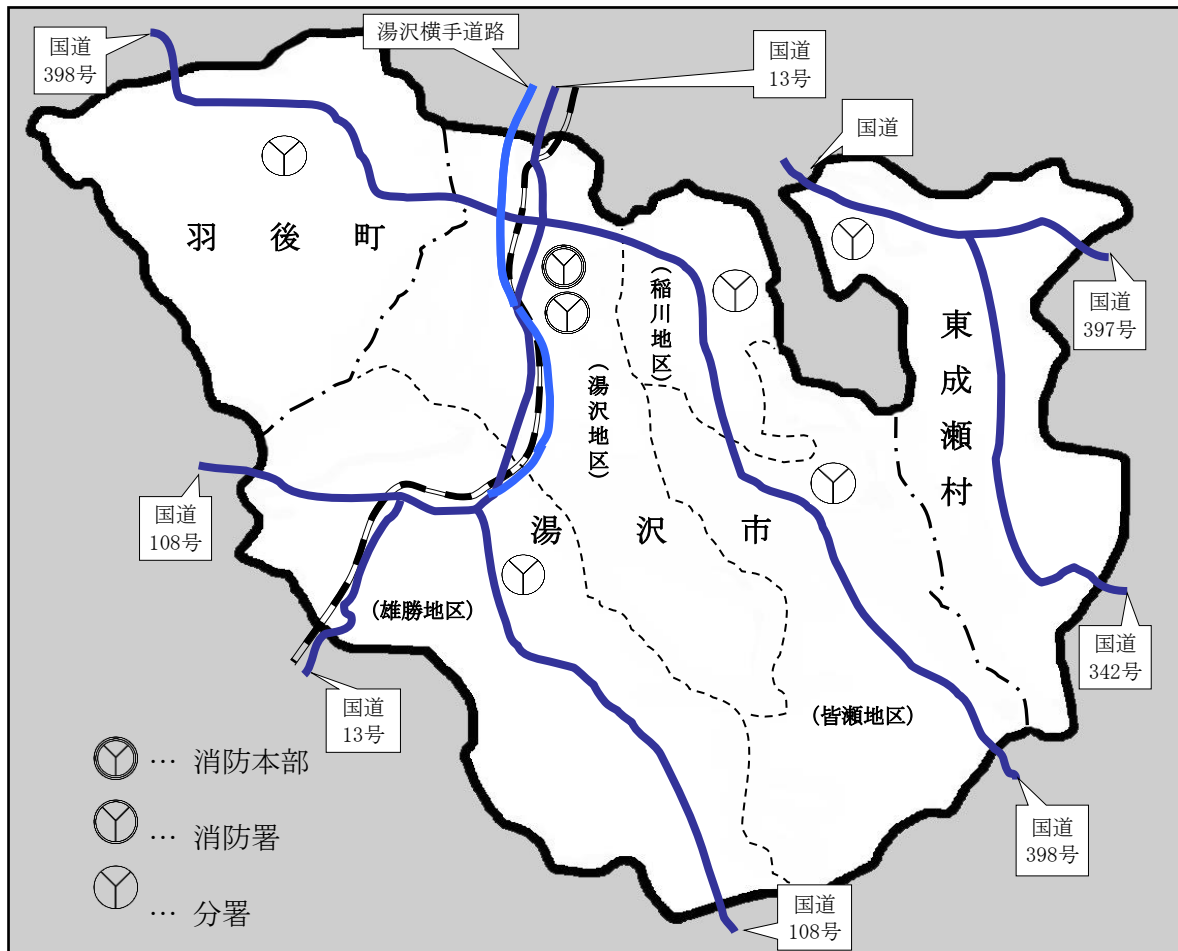 国道
398号
湯沢横手道路
国道
13号
国道
羽後町
(稲川地区)
国道
397号
東成瀬村
(湯沢地区)
国道
108号
湯沢市
(雄勝地区)
国道
342号
国道
13号
(皆瀬地区)
… 消防本部
… 消防署
国道
398号
… 分署
国道
108号